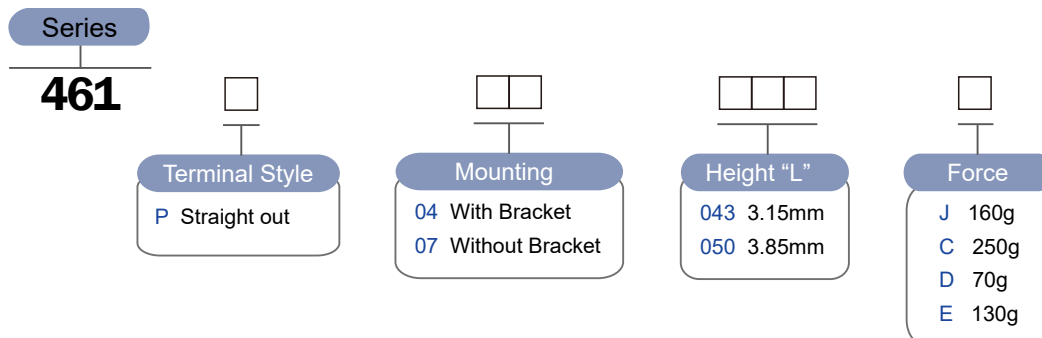 Series
461
Terminal Style
P Straight out
Mounting
04 With Bracket
07 Without Bracket
Height “L”
043 3.15mm
050 3.85mm
Force
J 160g
C 250g
D 70g
E 130g